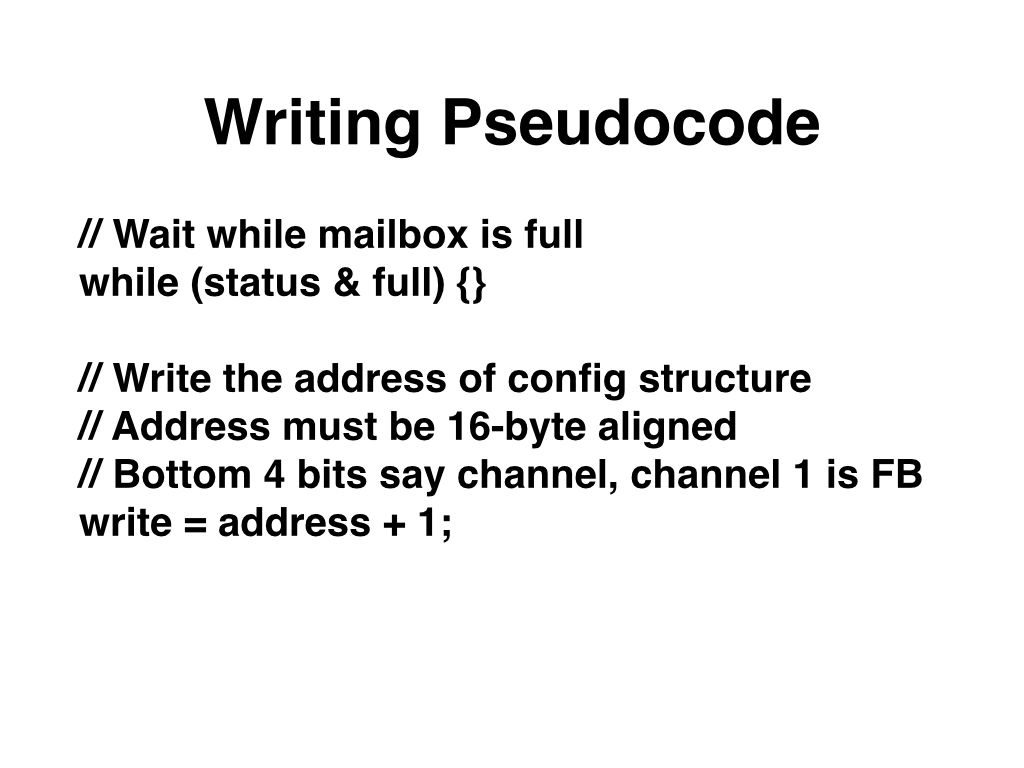 Writing Pseudocode
// Wait while mailbox is full
while (status & full) {}
// Write the address of config structure
// Address must be 16-byte aligned
// Bottom 4 bits say channel, channel 1 is FB
write = address + 1;